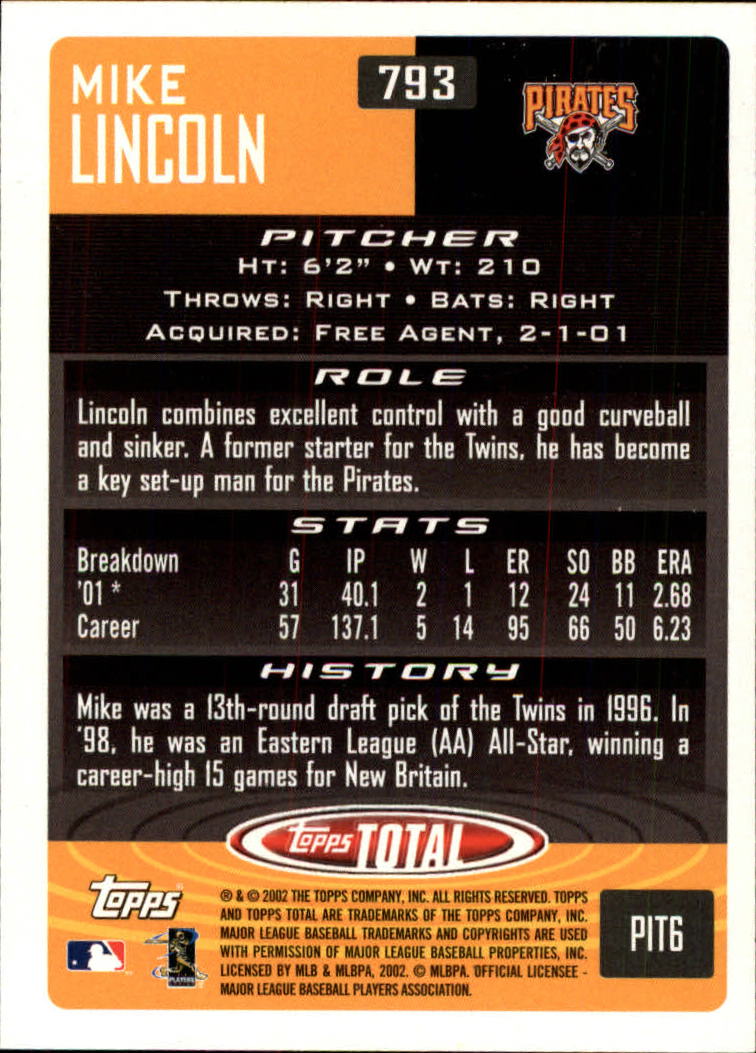 MIKE
LINCOLN
793
PIRATES
PITCHER
HT: 6'2" • WT: 210
THROWS: RIGHT • BATS: RIGHT
ACQUIRED: FREE AGENT, 2-1-01
ROLE
Lincoln combines excellent control with a good curveball
and sinker. A former starter for the Twins, he has become
a key set-up man for the Pirates.
STATS
Breakdown G IP W L ER SO BB ERA
'01 * 31 40.1 2 1 12 24 11 2.68
Career 57 137.1 5 14 95 66 50 6.23
HISTORY
Mike was a 13th-round draft pick of the Twins in 1996. In
'98, he was an Eastern League (AA) All-Star, winning a
career-high 15 games for New Britain.
topps TOTAL
topps
® & © 2002 THE TOPPS COMPANY, INC. ALL RIGHTS RESERVED. TOPPS
AND TOPPS TOTAL ARE TRADEMARKS OF THE TOPPS COMPANY, INC.
MAJOR LEAGUE BASEBALL TRADEMARKS AND COPYRIGHTS ARE USED
WITH PERMISSION OF MAJOR LEAGUE BASEBALL PROPERTIES, INC.
LICENSED BY MLB & MLBPA, 2002. © MLBPA. OFFICIAL LICENSEE -
MAJOR LEAGUE BASEBALL PLAYERS ASSOCIATION.
PLAYERS
PIT6